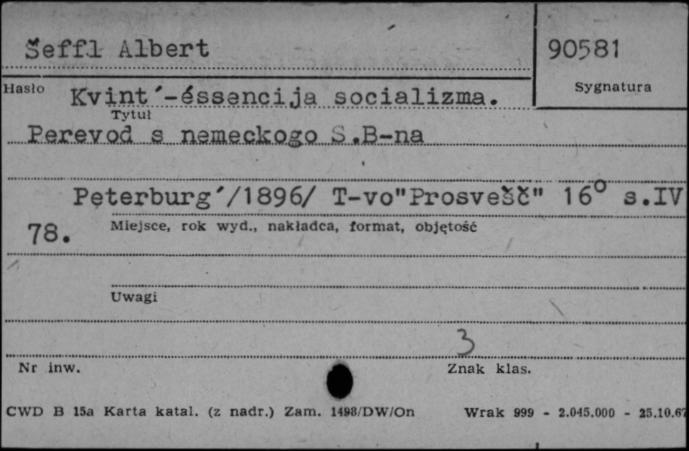 Šeffl Albert
90581
Hasło
Sygnatura
Kvint´-éssencija socializma.
Tytuł
Perevod s nemeckogo S.B-na
Peterburg´/1896/ T-vo"Prosvešč" 16° s.IV
78.
Miejsce, rok wyd., nakładca, format, objętość
Uwagi
3
Nr inw.
Znak klas.
CWD B 15a Karta katal. (z nadr.) Zam. 1498/DW/On
Wrak 999 - 2.045.000 - 25.10.67